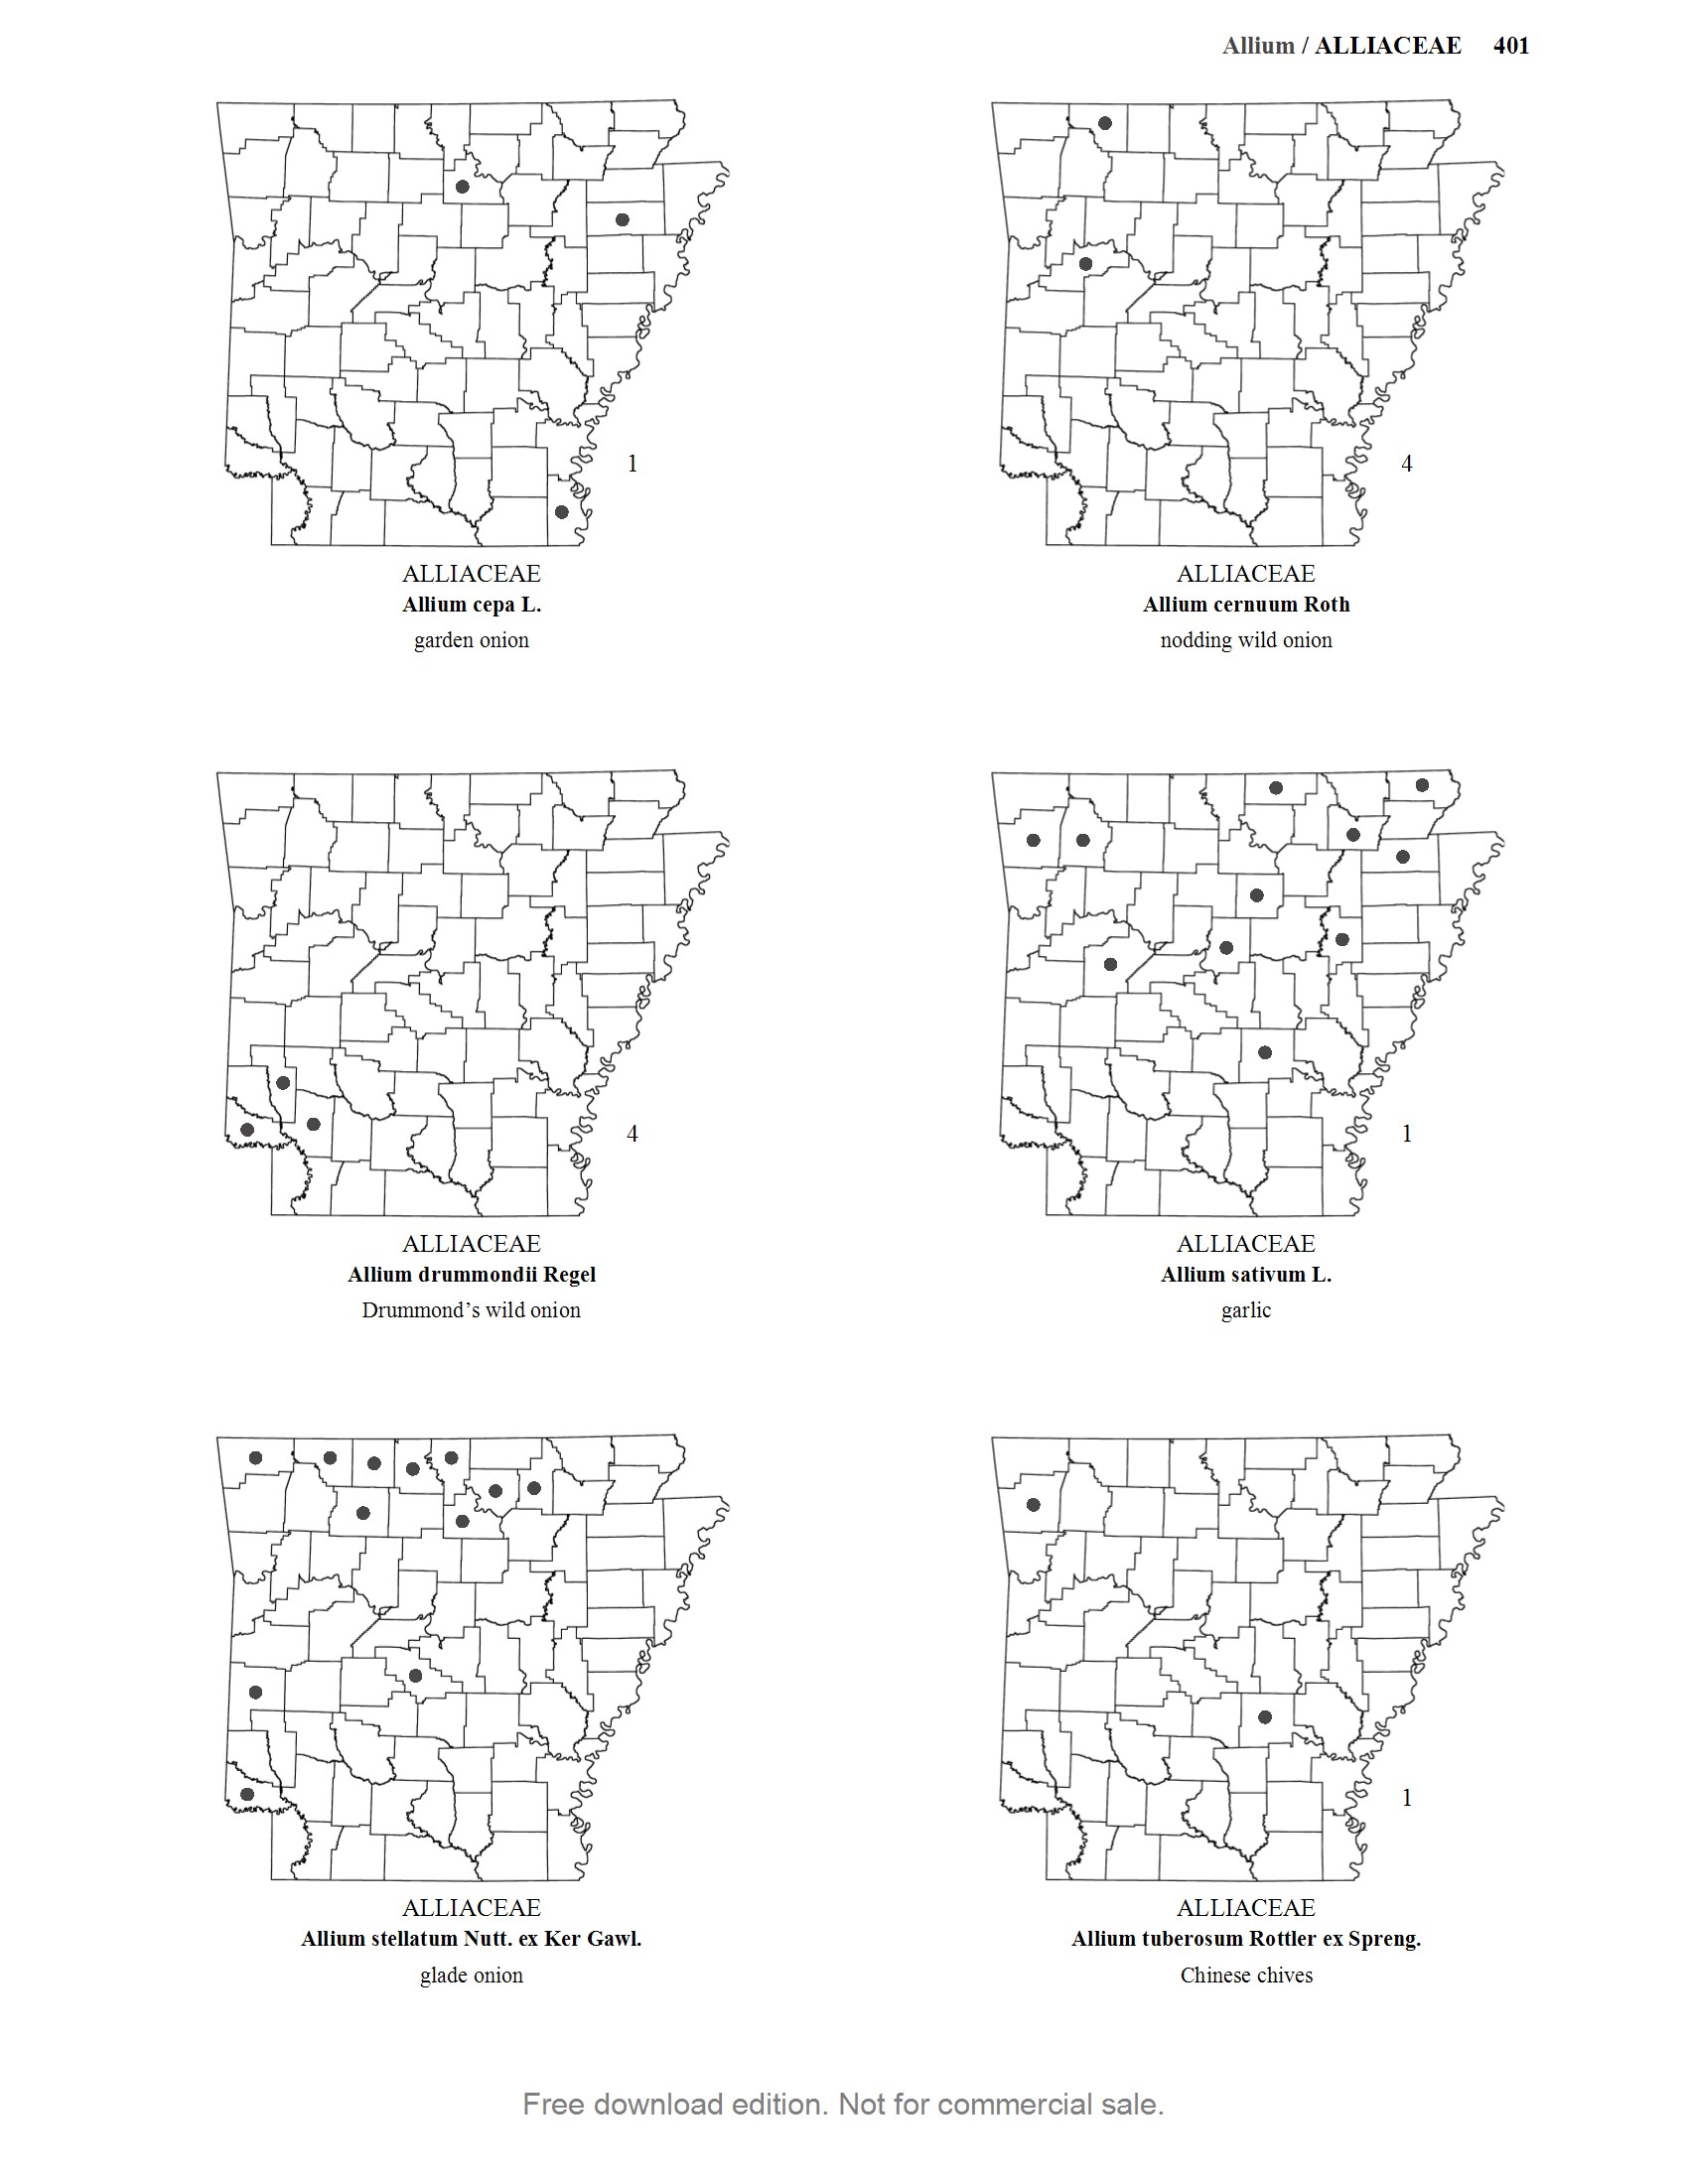 Allium / ALLIACEAE 401
1
ALLIACEAE
Allium cepa L.
garden onion
4
ALLIACEAE
Allium cernuum Roth
nodding wild onion
4
ALLIACEAE
Allium drummondii Regel
Drummond’s wild onion
1
ALLIACEAE
Allium sativum L.
garlic
ALLIACEAE
Allium stellatum Nutt. ex Ker Gawl.
glade onion
1
ALLIACEAE
Allium tuberosum Rottler ex Spreng.
Chinese chives
Free download edition. Not for commercial sale.